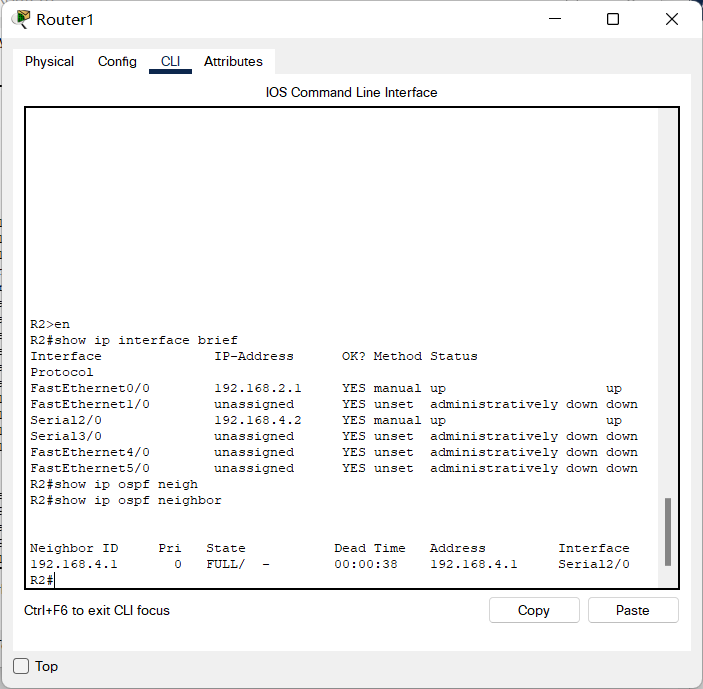 Router1
Physical Config CLI Attributes
IOS Command Line Interface
R2>en
R2#show ip interface brief
Interface              IP-Address      OK? Method Status
Protocol
FastEthernet0/0        192.168.2.1     YES manual up                    up
FastEthernet1/0        unassigned      YES unset  administratively down down
Serial2/0              192.168.4.2     YES manual up                    up
Serial3/0              unassigned      YES unset  administratively down down
FastEthernet4/0        unassigned      YES unset  administratively down down
FastEthernet5/0        unassigned      YES unset  administratively down down
R2#show ip ospf neigh
R2#show ip ospf neighbor
Neighbor ID     Pri   State           Dead Time   Address         Interface
192.168.4.1       0   FULL/  -        00:00:38    192.168.4.1     Serial2/0
R2#
Ctrl+F6 to exit CLI focus
Copy Paste
Top